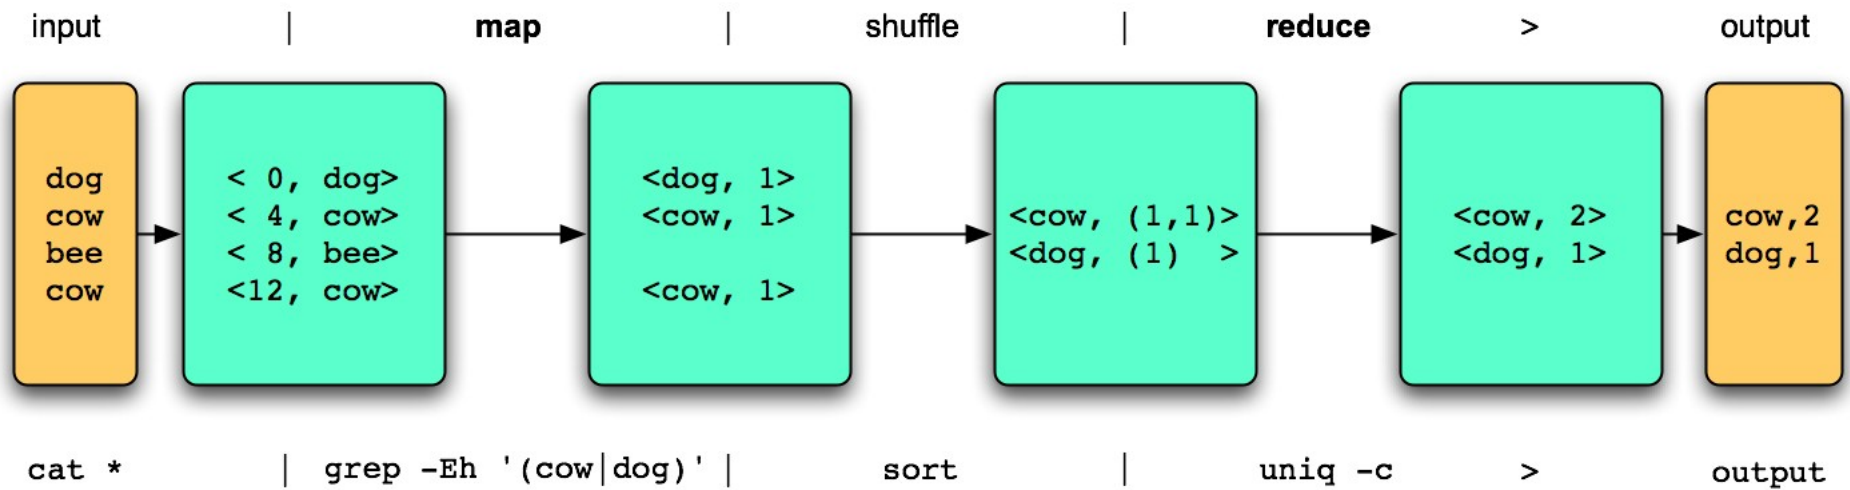 input | map | shuffle | reduce > output
dog
cow
bee
cow
< 0, dog>
< 4, cow>
< 8, bee>
<12, cow>
<dog, 1>
<cow, 1>
<cow, 1>
<cow, (1,1)>
<dog, (1) >
<cow, 2>
<dog, 1>
cow,2
dog,1
cat * | grep -Eh '(cow|dog)' | sort | uniq -c > output